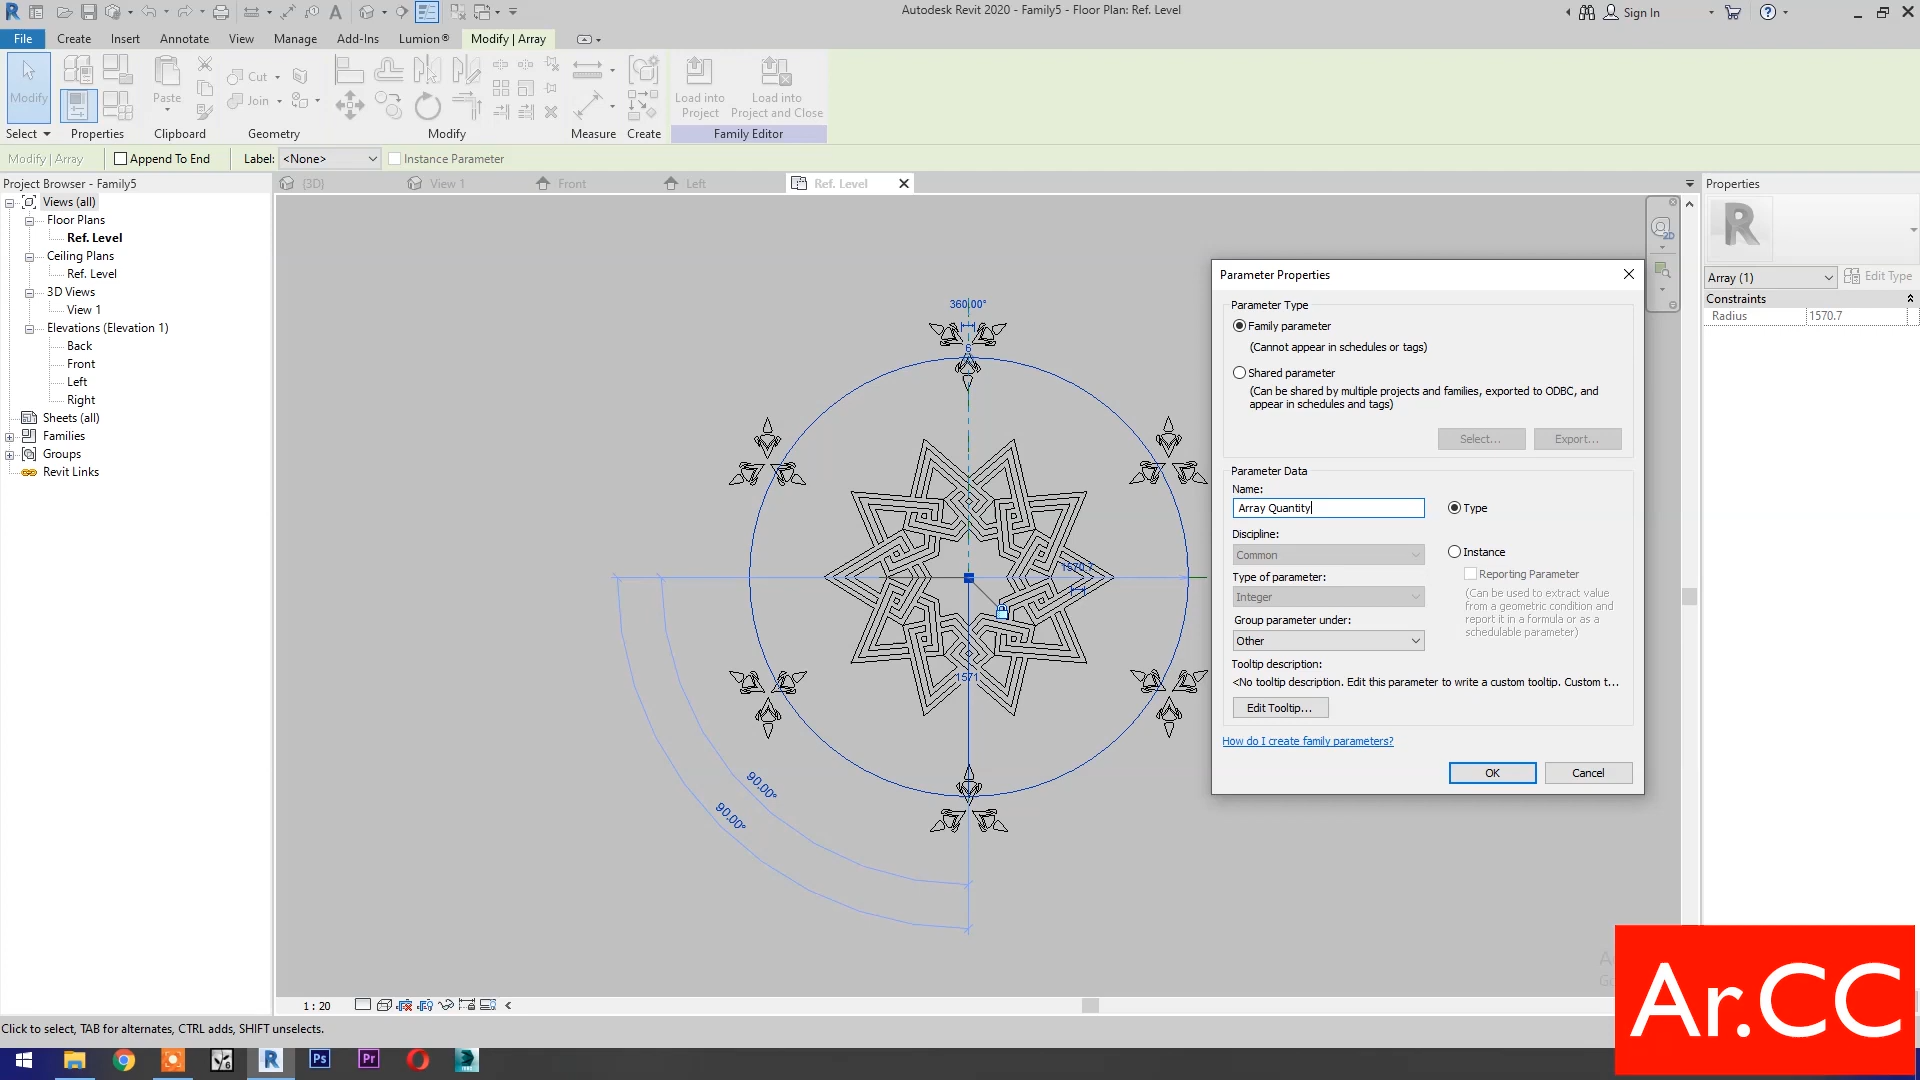 Autodesk Revit 2020 - Family5 - Floor Plan: Ref. Level
Sign In
File Create Insert Annotate View Manage Add-Ins Lumion® Modify | Array
Modify
Paste
Cut
Join
Load into Project
Load into Project and Close
Select Properties Clipboard Geometry Modify Measure Create Family Editor
Modify | Array Append To End Label: <None> Instance Parameter
Project Browser - Family5
{3D} View 1 Front Left Ref. Level
Properties
Views (all)
Floor Plans
Ref. Level
Ceiling Plans
Ref. Level
3D Views
View 1
Elevations (Elevation 1)
Back
Front
Left
Right
Sheets (all)
Families
Groups
Revit Links
360.00°
6
1570.7
1571
90.00°
90.00°
2D
Parameter Properties
Parameter Type
Family parameter
(Cannot appear in schedules or tags)
Shared parameter
(Can be shared by multiple projects and families, exported to ODBC, and
appear in schedules and tags)
Select... Export...
Parameter Data
Name:
Array Quantity
Type
Discipline:
Common
Instance
Type of parameter:
Reporting Parameter
Integer
(Can be used to extract value
from a geometric condition and
report it in a formula or as a
schedulable parameter)
Group parameter under:
Other
Tooltip description:
<No tooltip description. Edit this parameter to write a custom tooltip. Custom t...
Edit Tooltip...
How do I create family parameters?
OK Cancel
R
Array (1) Edit Type
Constraints
Radius 1570.7
1 : 20
Click to select, TAB for alternates, CTRL adds, SHIFT unselects.
R Ps Pr
Ar.CC